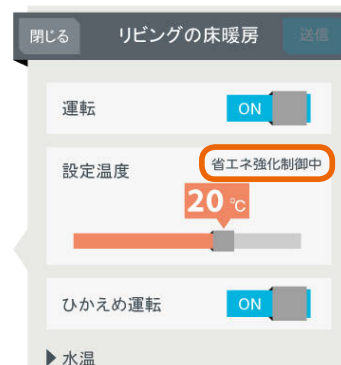 閉じる リビングの床暖房 送信
運転 ON
設定温度 省エネ強化制御中
20℃
ひかえめ運転 ON
▶水温